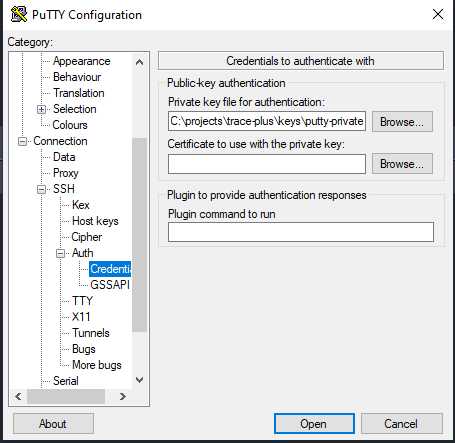 PuTTY Configuration
Category:
Appearance
Behaviour
Translation
Selection
Colours
Connection
Data
Proxy
SSH
Kex
Host keys
Cipher
Auth
Credentia
GSSAPI
TTY
X11
Tunnels
Bugs
More bugs
Serial
Credentials to authenticate with
Public-key authentication
Private key file for authentication:
C:\projects\trace-plus\keys\putty-private
Browse...
Certificate to use with the private key:
Browse...
Plugin to provide authentication responses
Plugin command to run
About
Open
Cancel